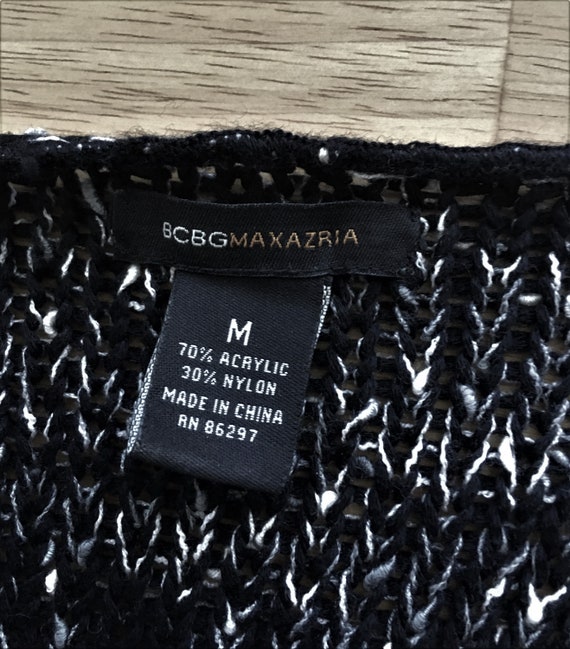 BCBGMAXAZRIA
M
70% ACRYLIC
30% NYLON
MADE IN CHINA
RN 86297